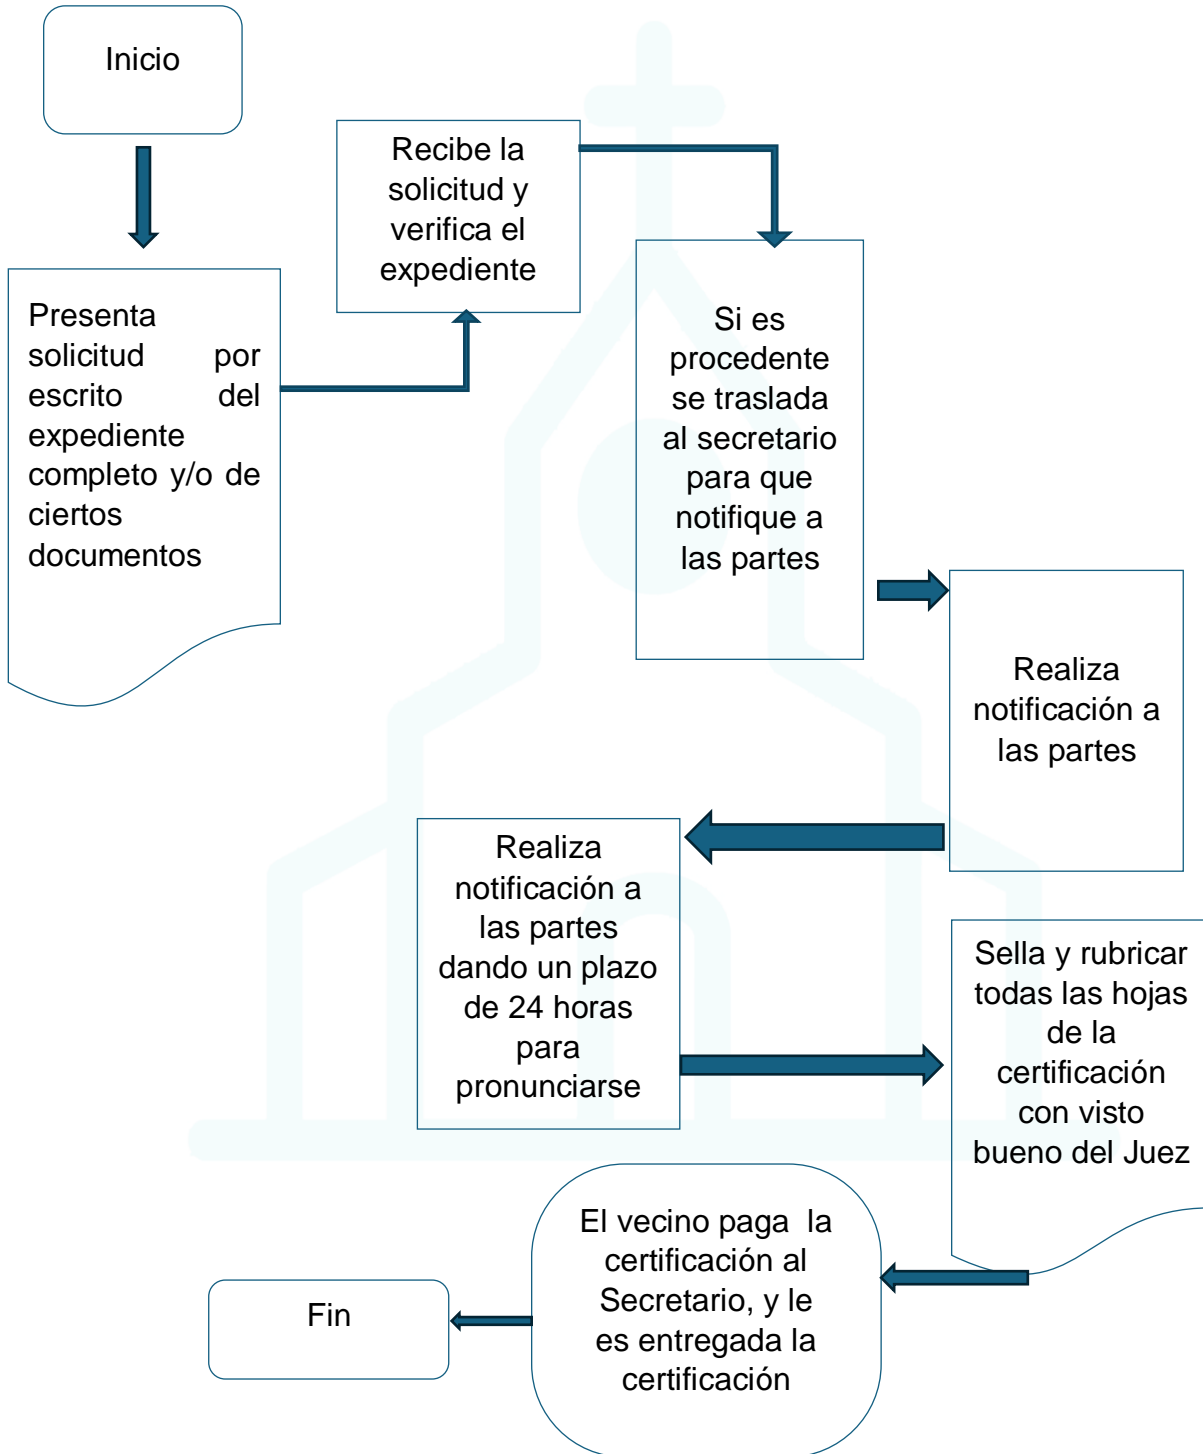 Inicio
Presenta
solicitud por
escrito del
expediente
completo y/o de
ciertos
documentos
Recibe la
solicitud y
verifica el
expediente
Si es
procedente
se traslada
al secretario
para que
notifique a
las partes
Realiza
notificación a
las partes
Realiza
notificación a
las partes
dando un plazo
de 24 horas
para
pronunciarse
Sella y rubricar
todas las hojas
de la
certificación
con visto
bueno del Juez
El vecino paga la
certificación al
Secretario, y le
es entregada la
certificación
Fin